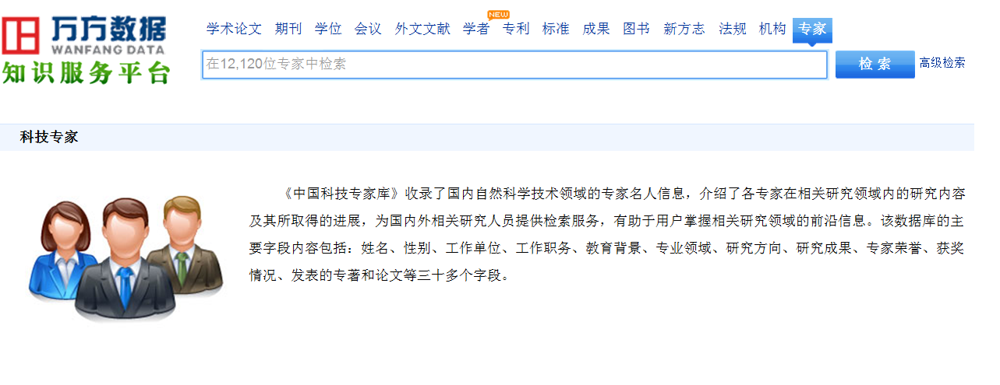 万方数据
WANFANG DATA
知识服务平台
NEW
学术论文 期刊 学位 会议 外文文献 学者 专利 标准 成果 图书 新方志 法规 机构 专家
在12,120位专家中检索
检 索
高级检索
科技专家
《中国科技专家库》收录了国内自然科学技术领域的专家名人信息，介绍了各专家在相关研究领域内的研究内容
及其所取得的进展，为国内外相关研究人员提供检索服务，有助于用户掌握相关研究领域的前沿信息。该数据库的主
要字段内容包括：姓名、性别、工作单位、工作职务、教育背景、专业领域、研究方向、研究成果、专家荣誉、获奖
情况、发表的专著和论文等三十多个字段。